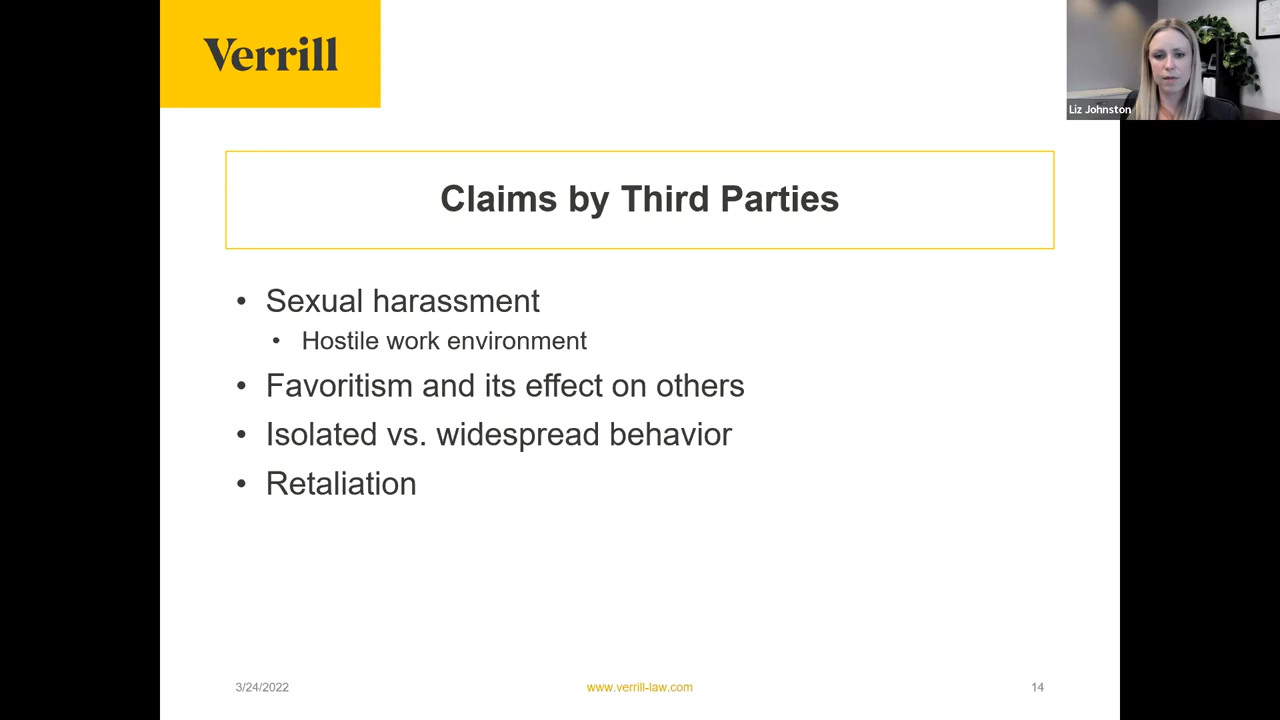 Verrill
Liz Johnston
Claims by Third Parties
• Sexual harassment
• Hostile work environment
• Favoritism and its effect on others
• Isolated vs. widespread behavior
• Retaliation
3/24/2022
www.verrill-law.com
14